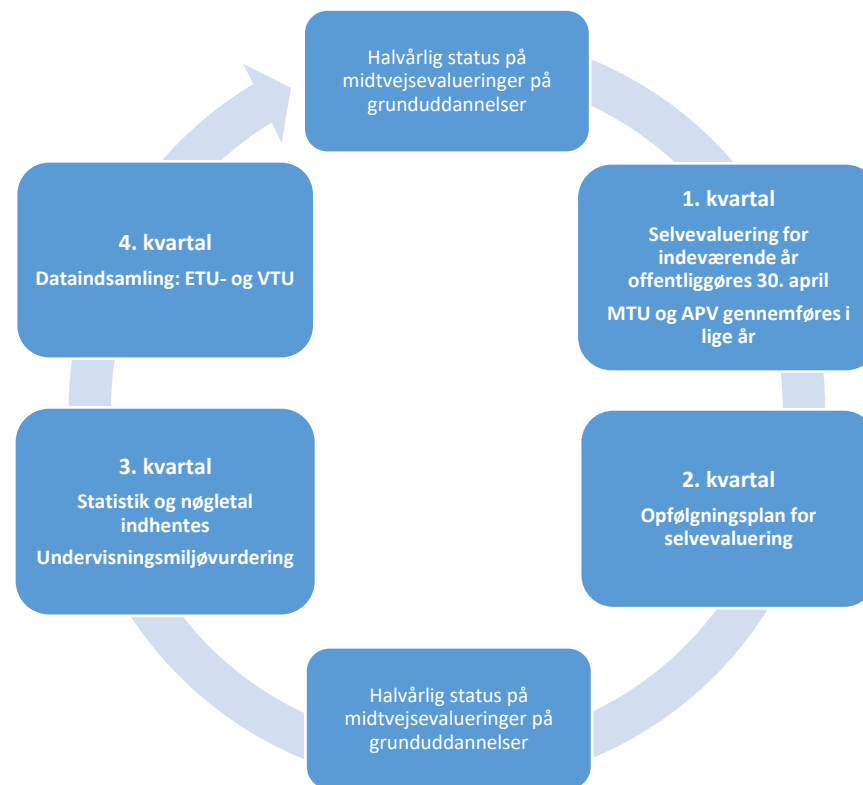 Halvårlig status på
midtvejsevalueringer på
grunduddannelser
1. kvartal
Selvevaluering for
indeværende år
offentliggøres 30. april
MTU og APV gennemføres i
lige år
2. kvartal
Opfølgningsplan for
selvevaluering
Halvårlig status på
midtvejsevalueringer på
grunduddannelser
3. kvartal
Statistik og nøgletal
indhentes
Undervisningsmiljøvurdering
4. kvartal
Dataindsamling: ETU- og VTU